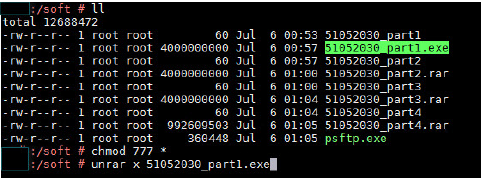 :/soft # ll
total 12688472
-rw-r--r-- 1 root root 60 Jul 6 00:53 51052030_part1
-rw-r--r-- 1 root root 4000000000 Jul 6 00:57 51052030_part1.exe
-rw-r--r-- 1 root root 60 Jul 6 00:57 51052030_part2
-rw-r--r-- 1 root root 4000000000 Jul 6 01:00 51052030_part2.rar
-rw-r--r-- 1 root root 60 Jul 6 01:00 51052030_part3
-rw-r--r-- 1 root root 4000000000 Jul 6 01:04 51052030_part3.rar
-rw-r--r-- 1 root root 60 Jul 6 01:04 51052030_part4
-rw-r--r-- 1 root root 992609503 Jul 6 01:05 51052030_part4.rar
-rw-r--r-- 1 root root 360448 Jul 6 01:05 psftp.exe
:/soft # chmod 777 *
:/soft # unrar x 51052030_part1.exe